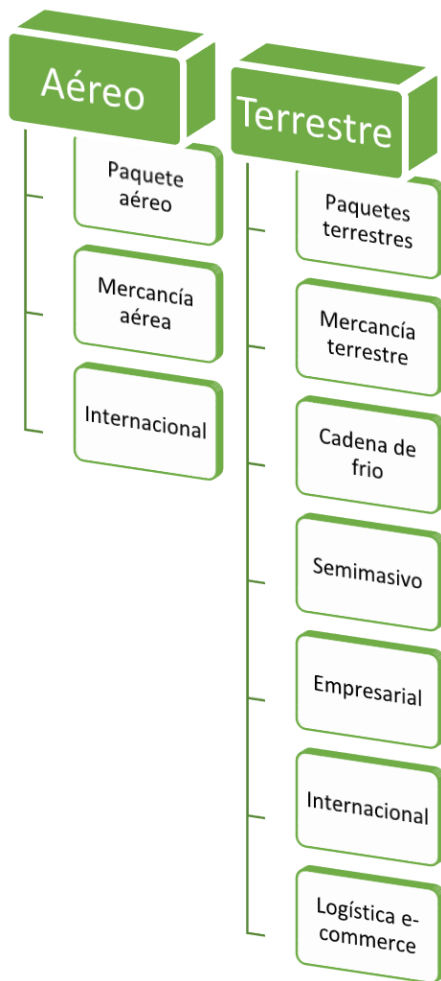 Aéreo
Paquete
aéreo
Mercancía
aérea
Internacional
Terrestre
Paquetes
terrestres
Mercancía
terrestre
Cadena de
frio
Semimasivo
Empresarial
Internacional
Logística e-
commerce